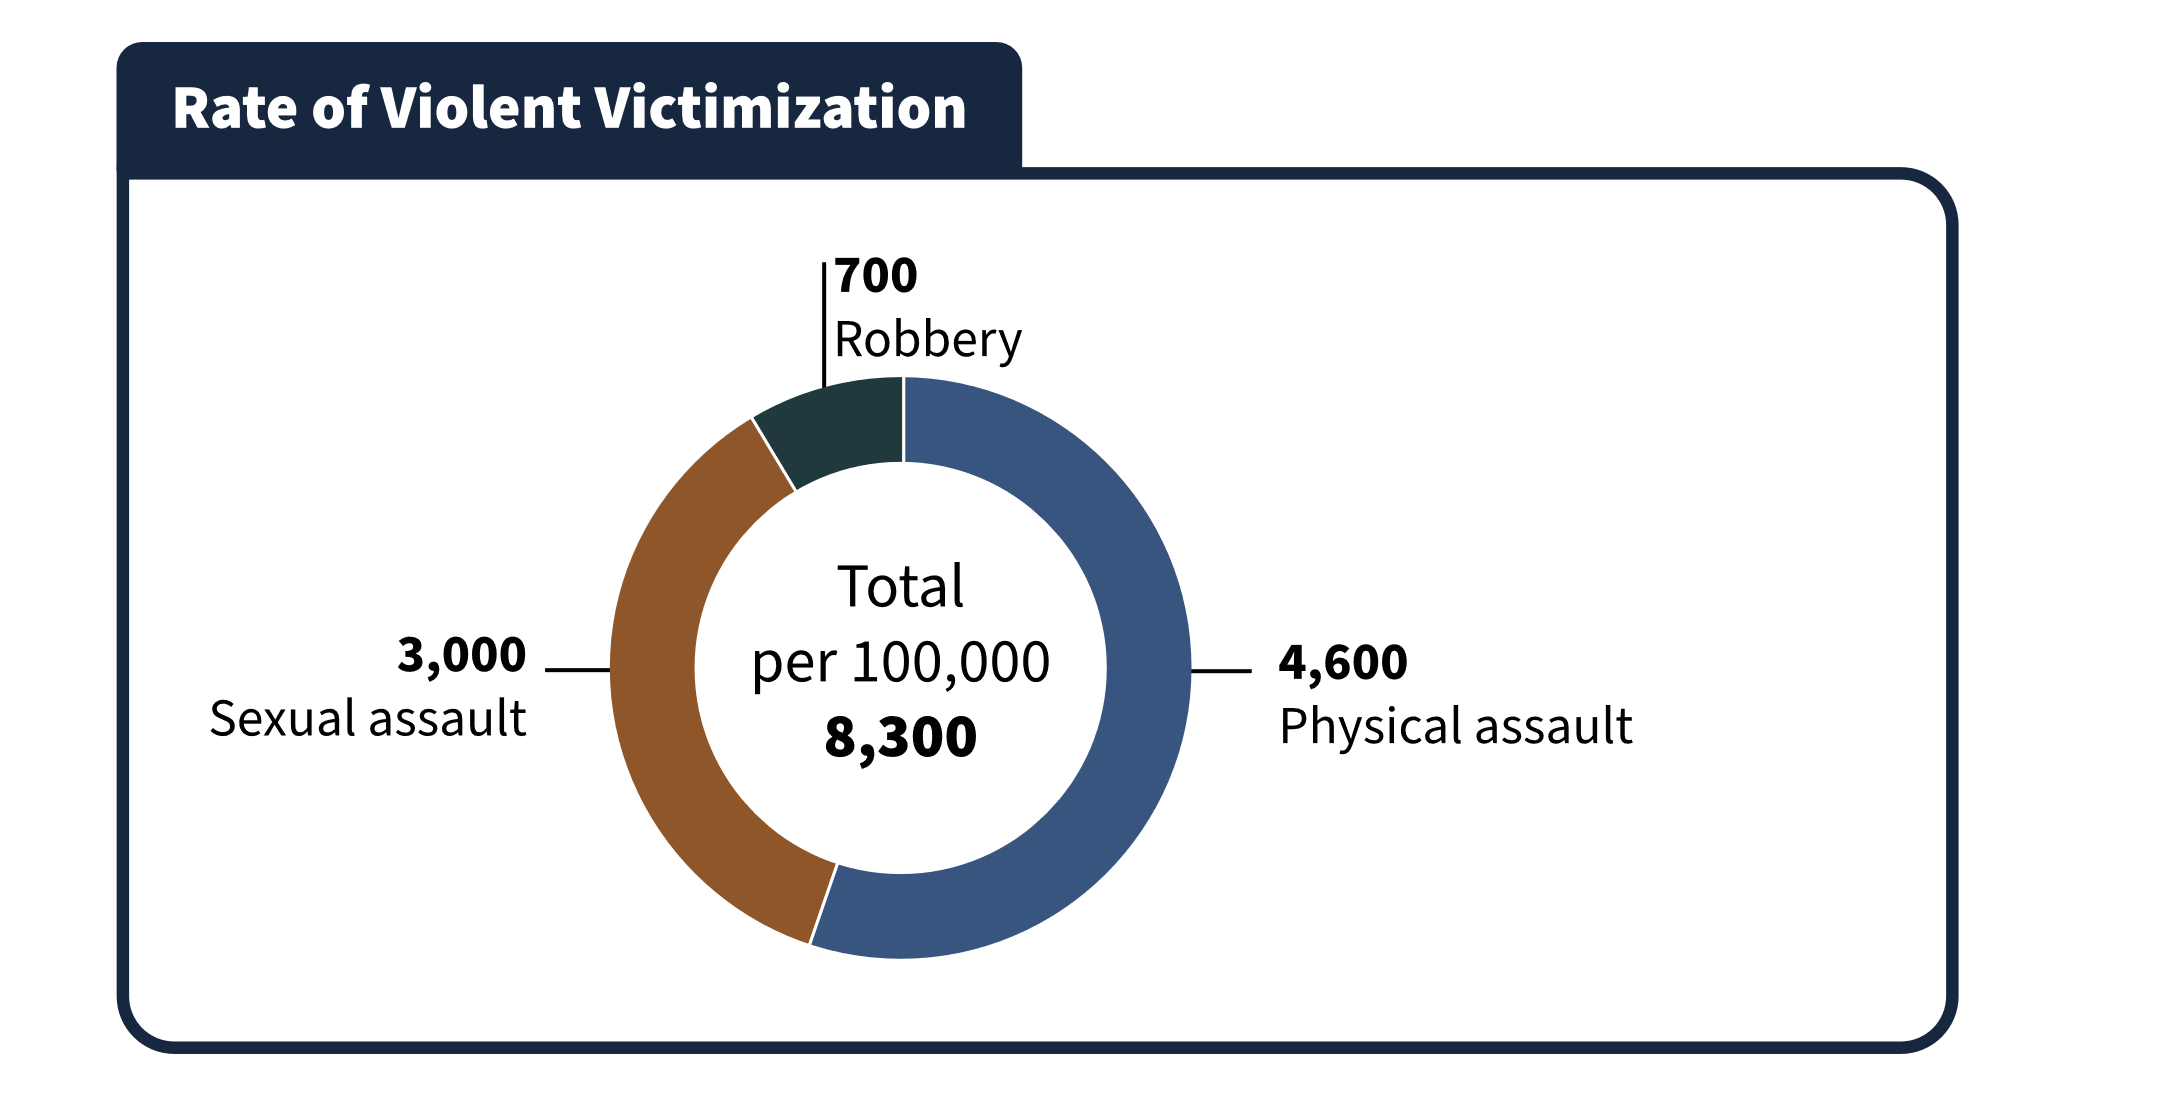 Rate of Violent Victimization
700
Robbery
Total
per 100,000
8,300
3,000
Sexual assault
4,600
Physical assault